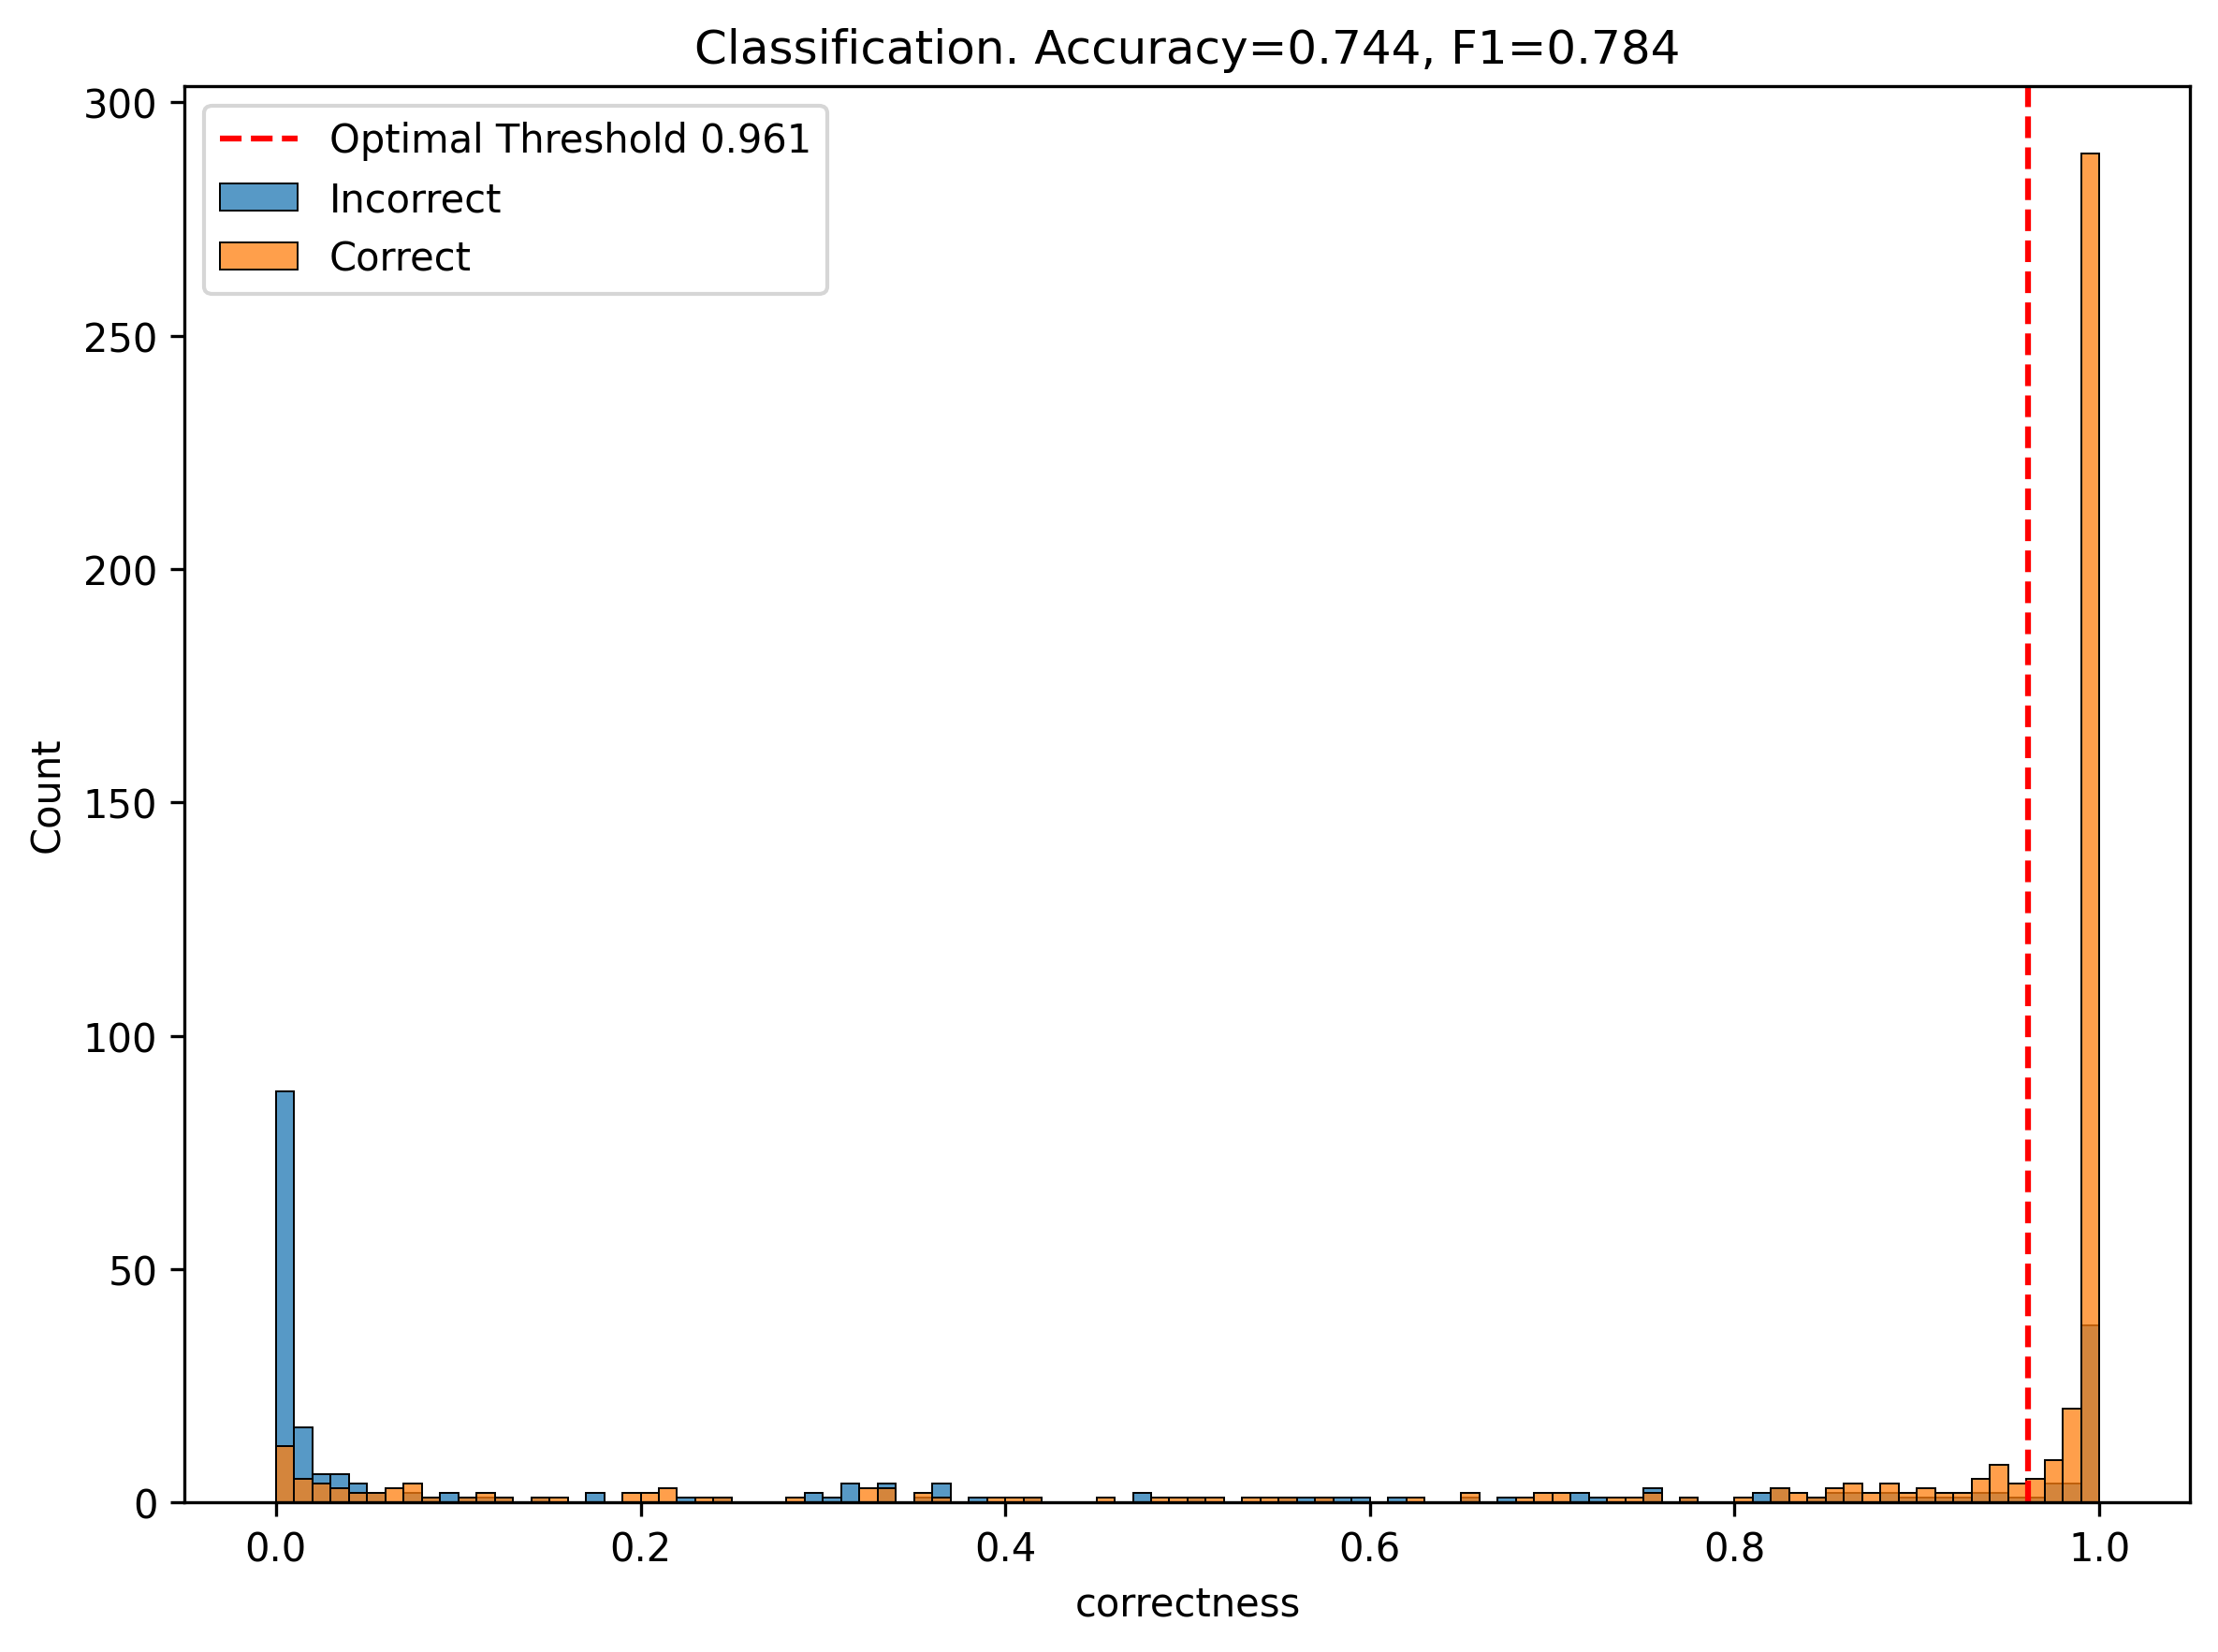 Classification. Accuracy=0.744, F1=0.784
Optimal Threshold 0.961
Incorrect
Correct
300
250
200
150
100
50
0
Count
0.0 0.2 0.4 0.6 0.8 1.0
correctness